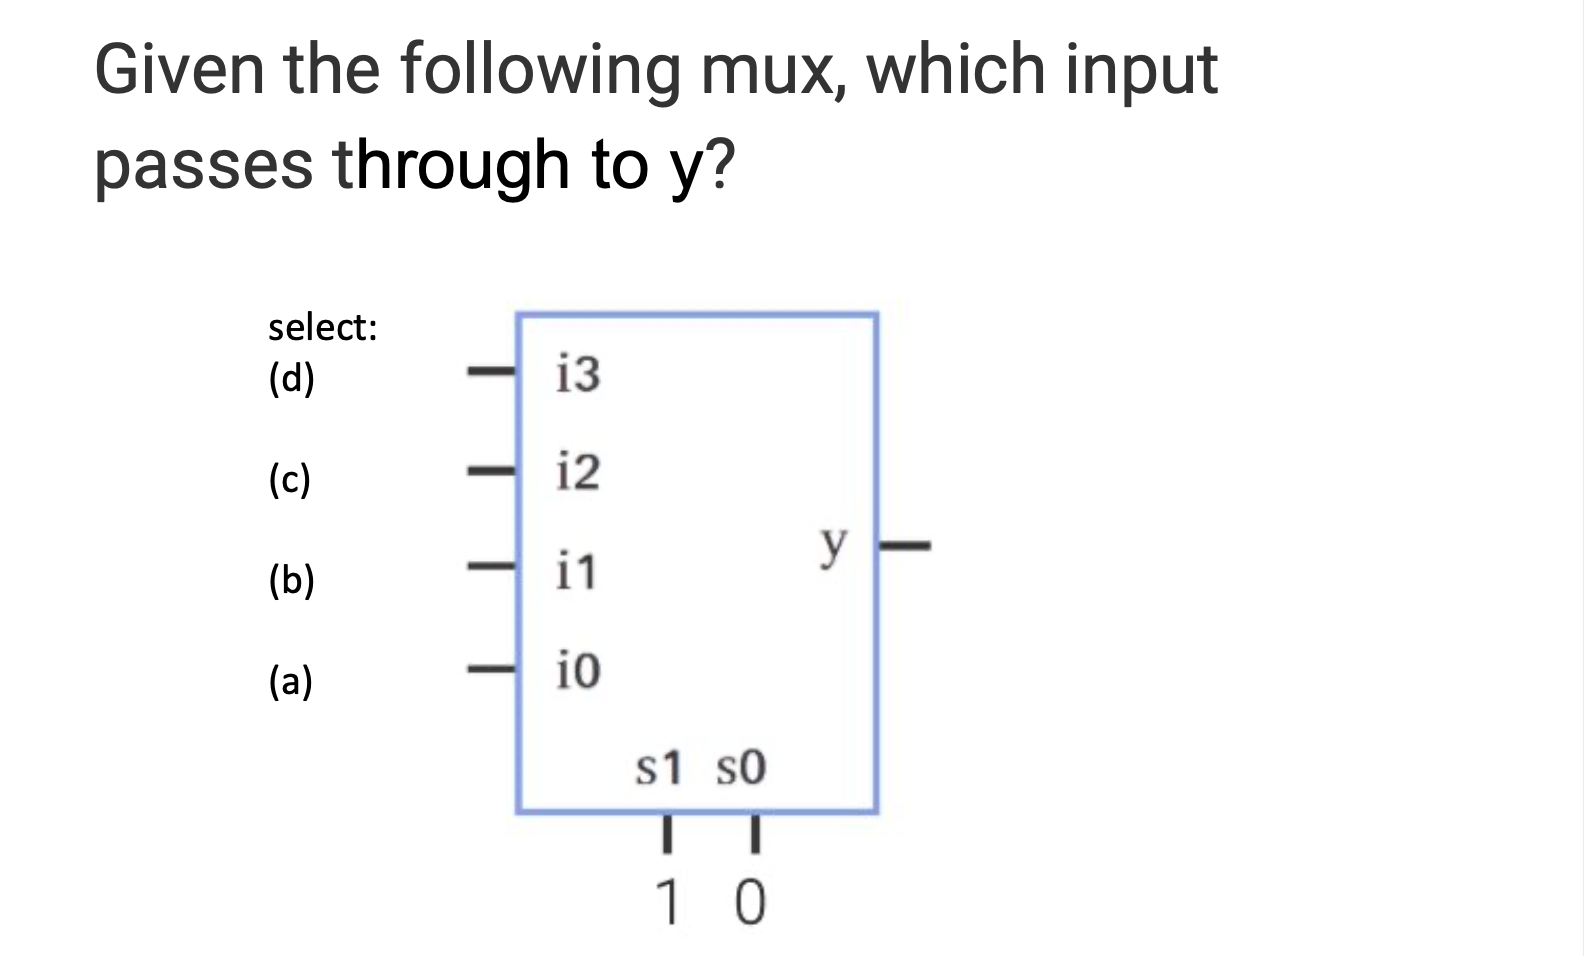 Given the following mux, which input
passes through to y?
select:
(d) i3
(c) i2
y
(b) i1
(a) i0
s1 s0
1 0